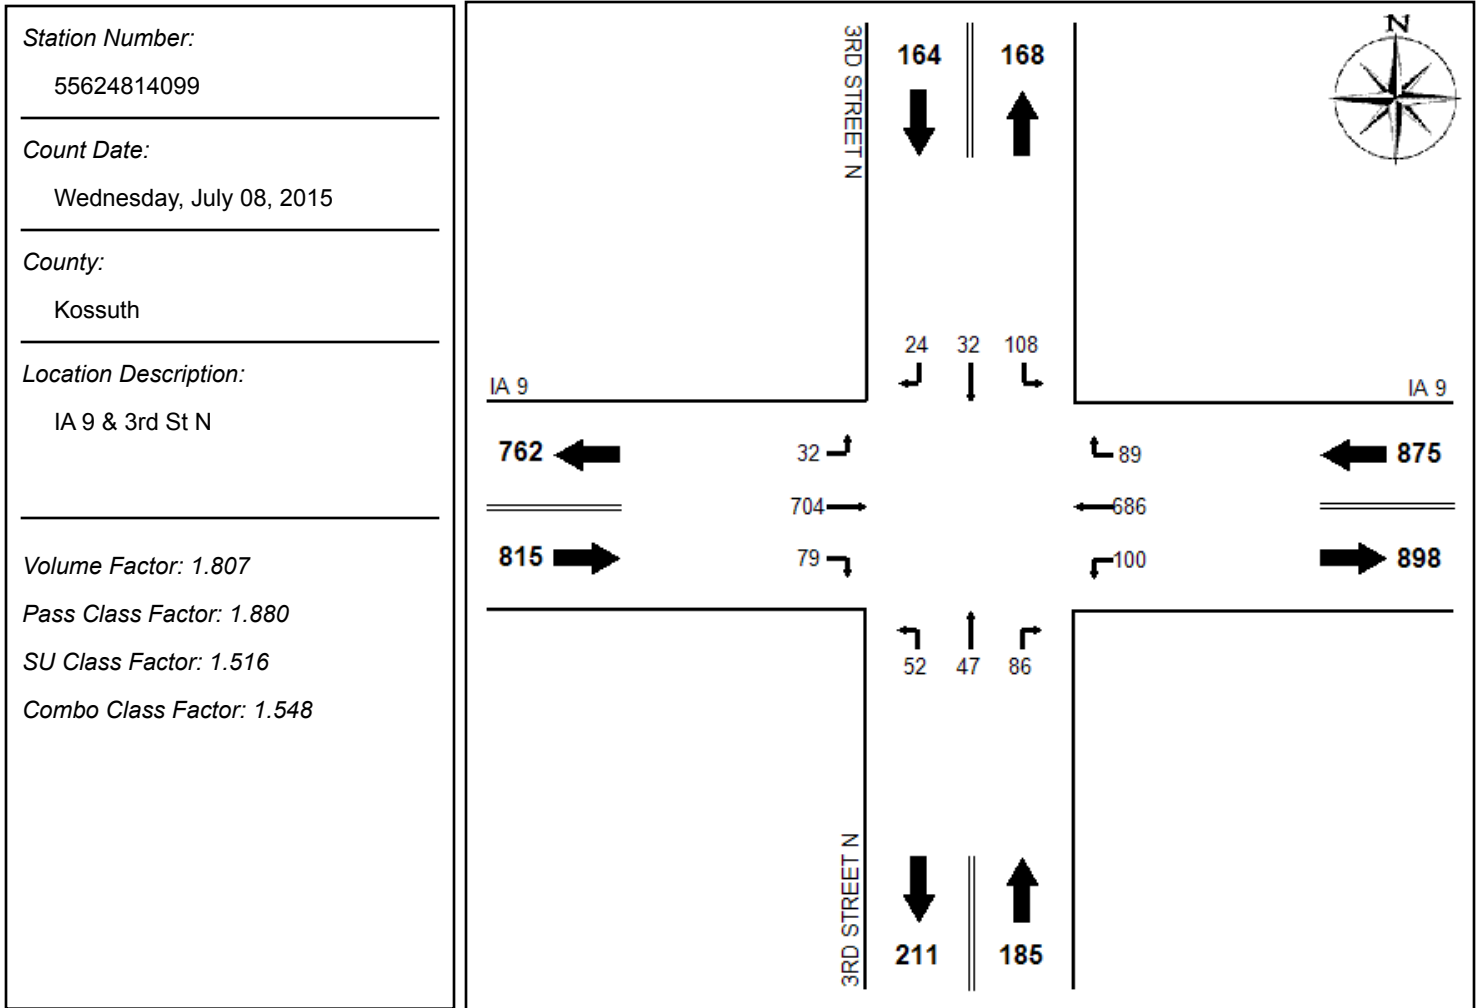 Station Number:
55624814099
Count Date:
Wednesday, July 08, 2015
County:
Kossuth
Location Description:
IA 9 & 3rd St N
Volume Factor: 1.807
Pass Class Factor: 1.880
SU Class Factor: 1.516
Combo Class Factor: 1.548
N
3RD STREET N
164 168
24 32 108
IA 9
IA 9
762 32 89 875
704 686
815 79 100 898
52 47 86
3RD STREET N
211 185